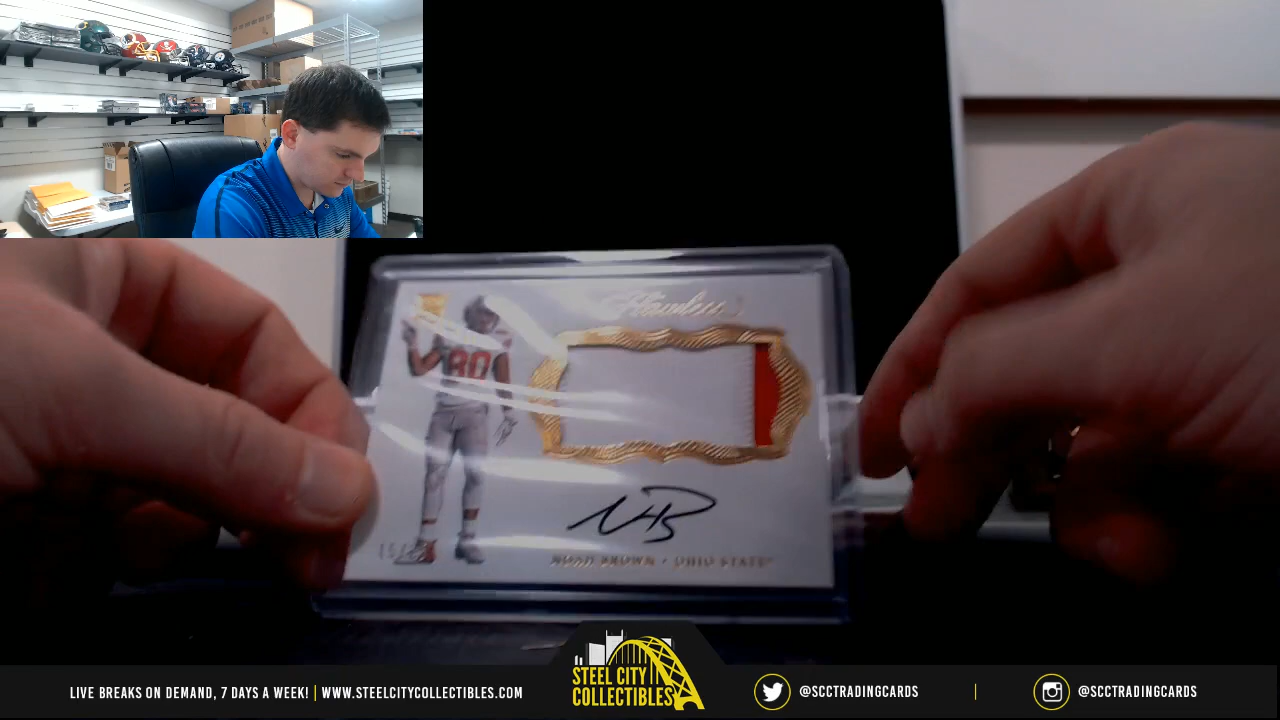 Flawless
80
NOAH BROWN • OHIO STATE
STEEL CITY
COLLECTIBLES
LIVE BREAKS ON DEMAND, 7 DAYS A WEEK! | WWW.STEELCITYCOLLECTIBLES.COM
@SCCTRADINGCARDS | @SCCTRADINGCARDS